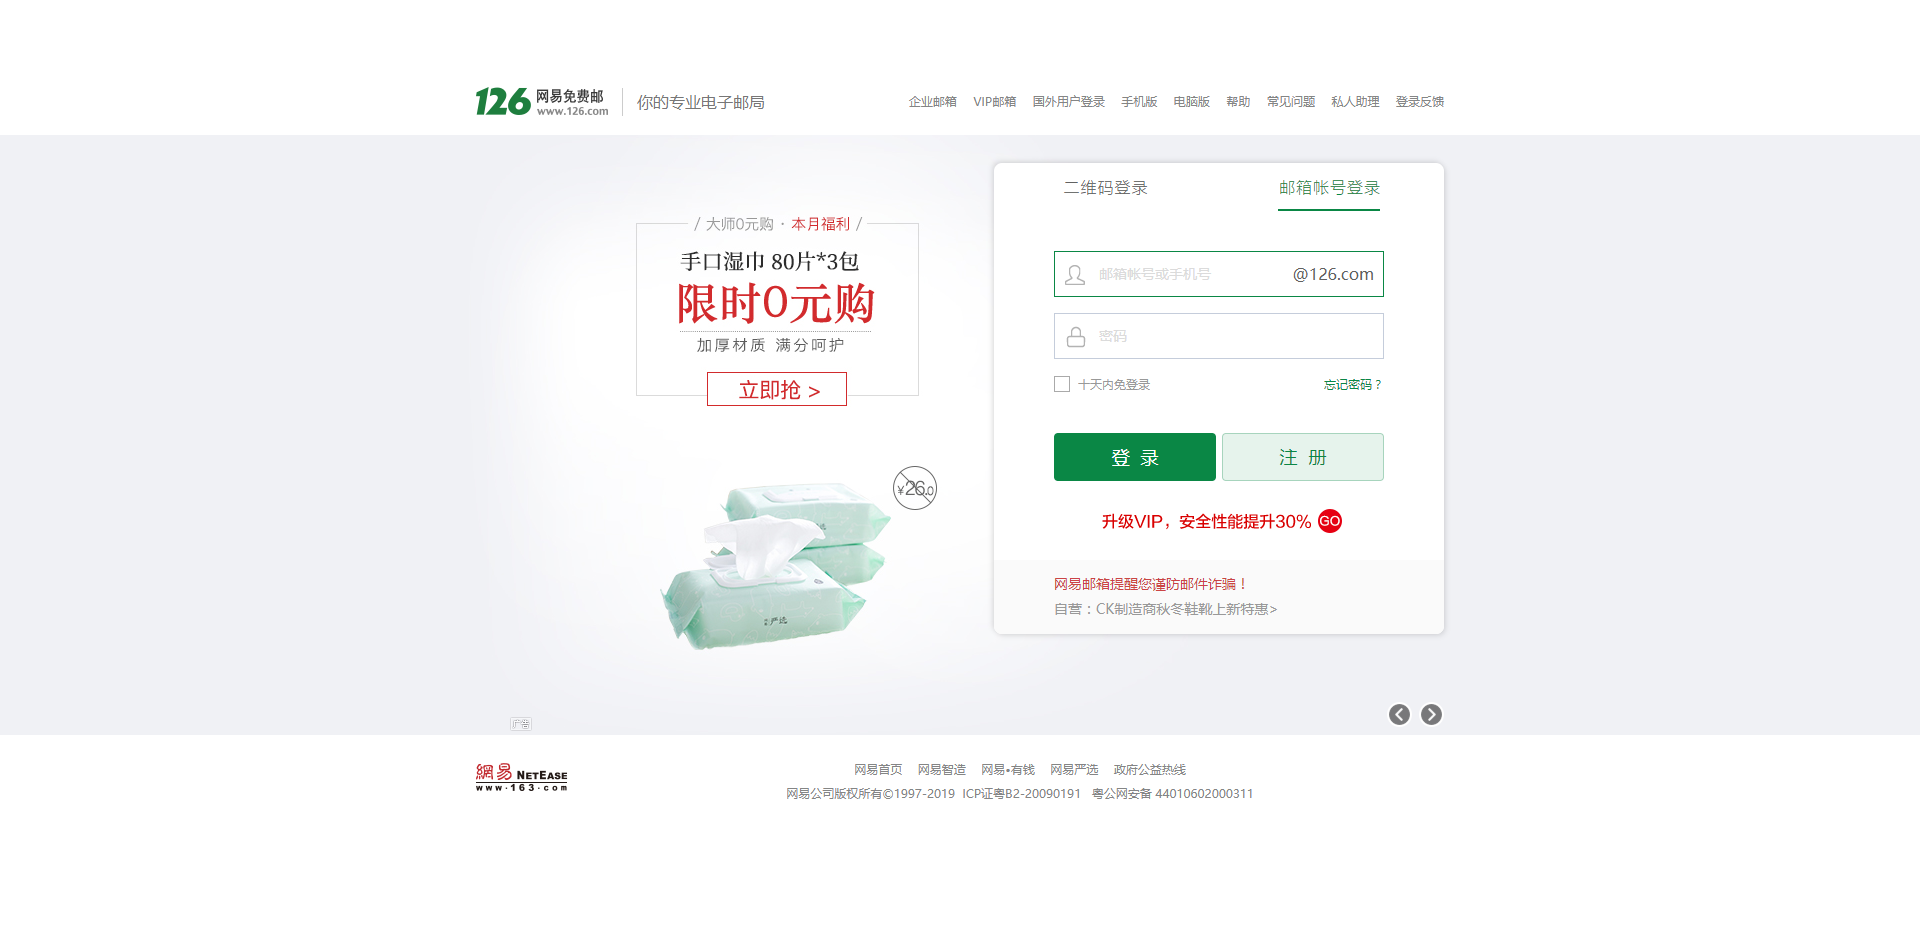 126 网易免费邮
www.126.com
你的专业电子邮局
企业邮箱 VIP邮箱 国外用户登录 手机版 电脑版 帮助 常见问题 私人助理 登录反馈
/ 大师0元购 · 本月福利 /
手口湿巾 80片*3包
限时0元购
加厚材质 满分呵护
立即抢 >
¥26.0
严选
广告
二维码登录
邮箱帐号登录
邮箱帐号或手机号 @126.com
密码
十天内免登录 忘记密码？
登 录
注 册
升级VIP，安全性能提升30% GO
网易邮箱提醒您谨防邮件诈骗！
自营：CK制造商秋冬鞋靴上新特惠>
網易 NETEASE
www.163.com
网易首页 网易智造 网易•有钱 网易严选 政府公益热线
网易公司版权所有©1997-2019 ICP证粤B2-20090191 粤公网安备 44010602000311